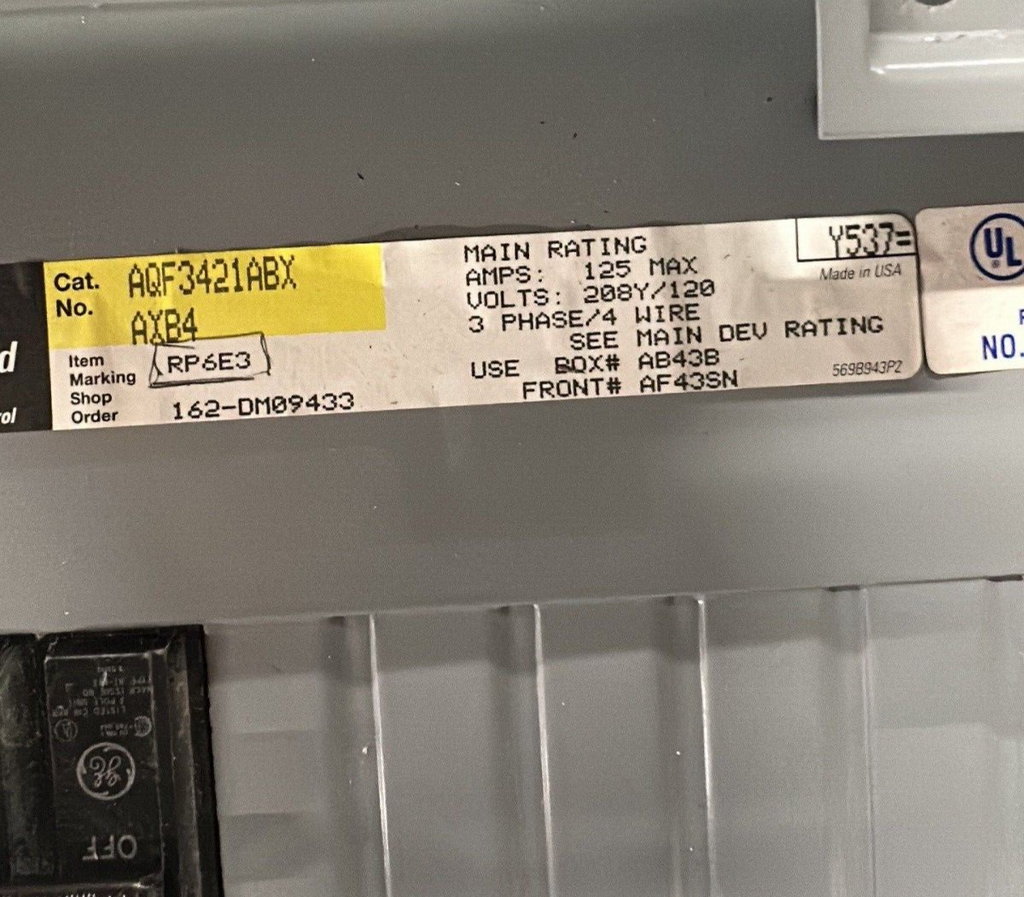 d
rol
Cat.
No.
AQF3421ABX
AXB4
Item
Marking
RP6E3
Shop
Order
162-DM09433
MAIN RATING
AMPS: 125 MAX
VOLTS: 208Y/120
3 PHASE/4 WIRE
SEE MAIN DEV RATING
USE BOX# AB43B
FRONT# AF43SN
Y537=
Made in USA
569B943P2
UL
NO.
GE
OFF